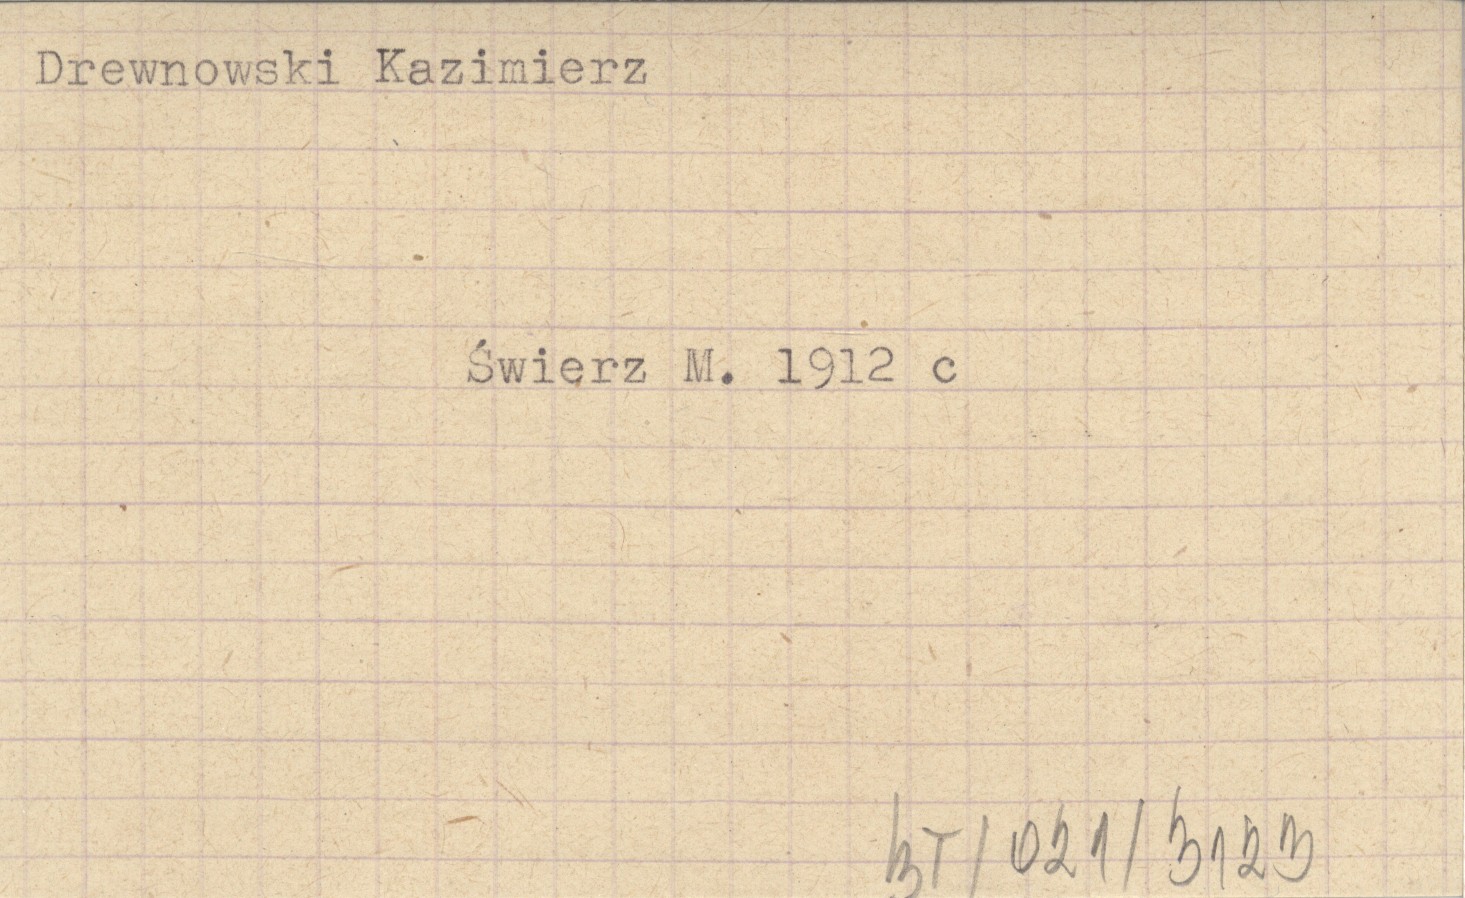 Drewnowski Kazimierz
Świerz M. 1912 c
BT/021/3123